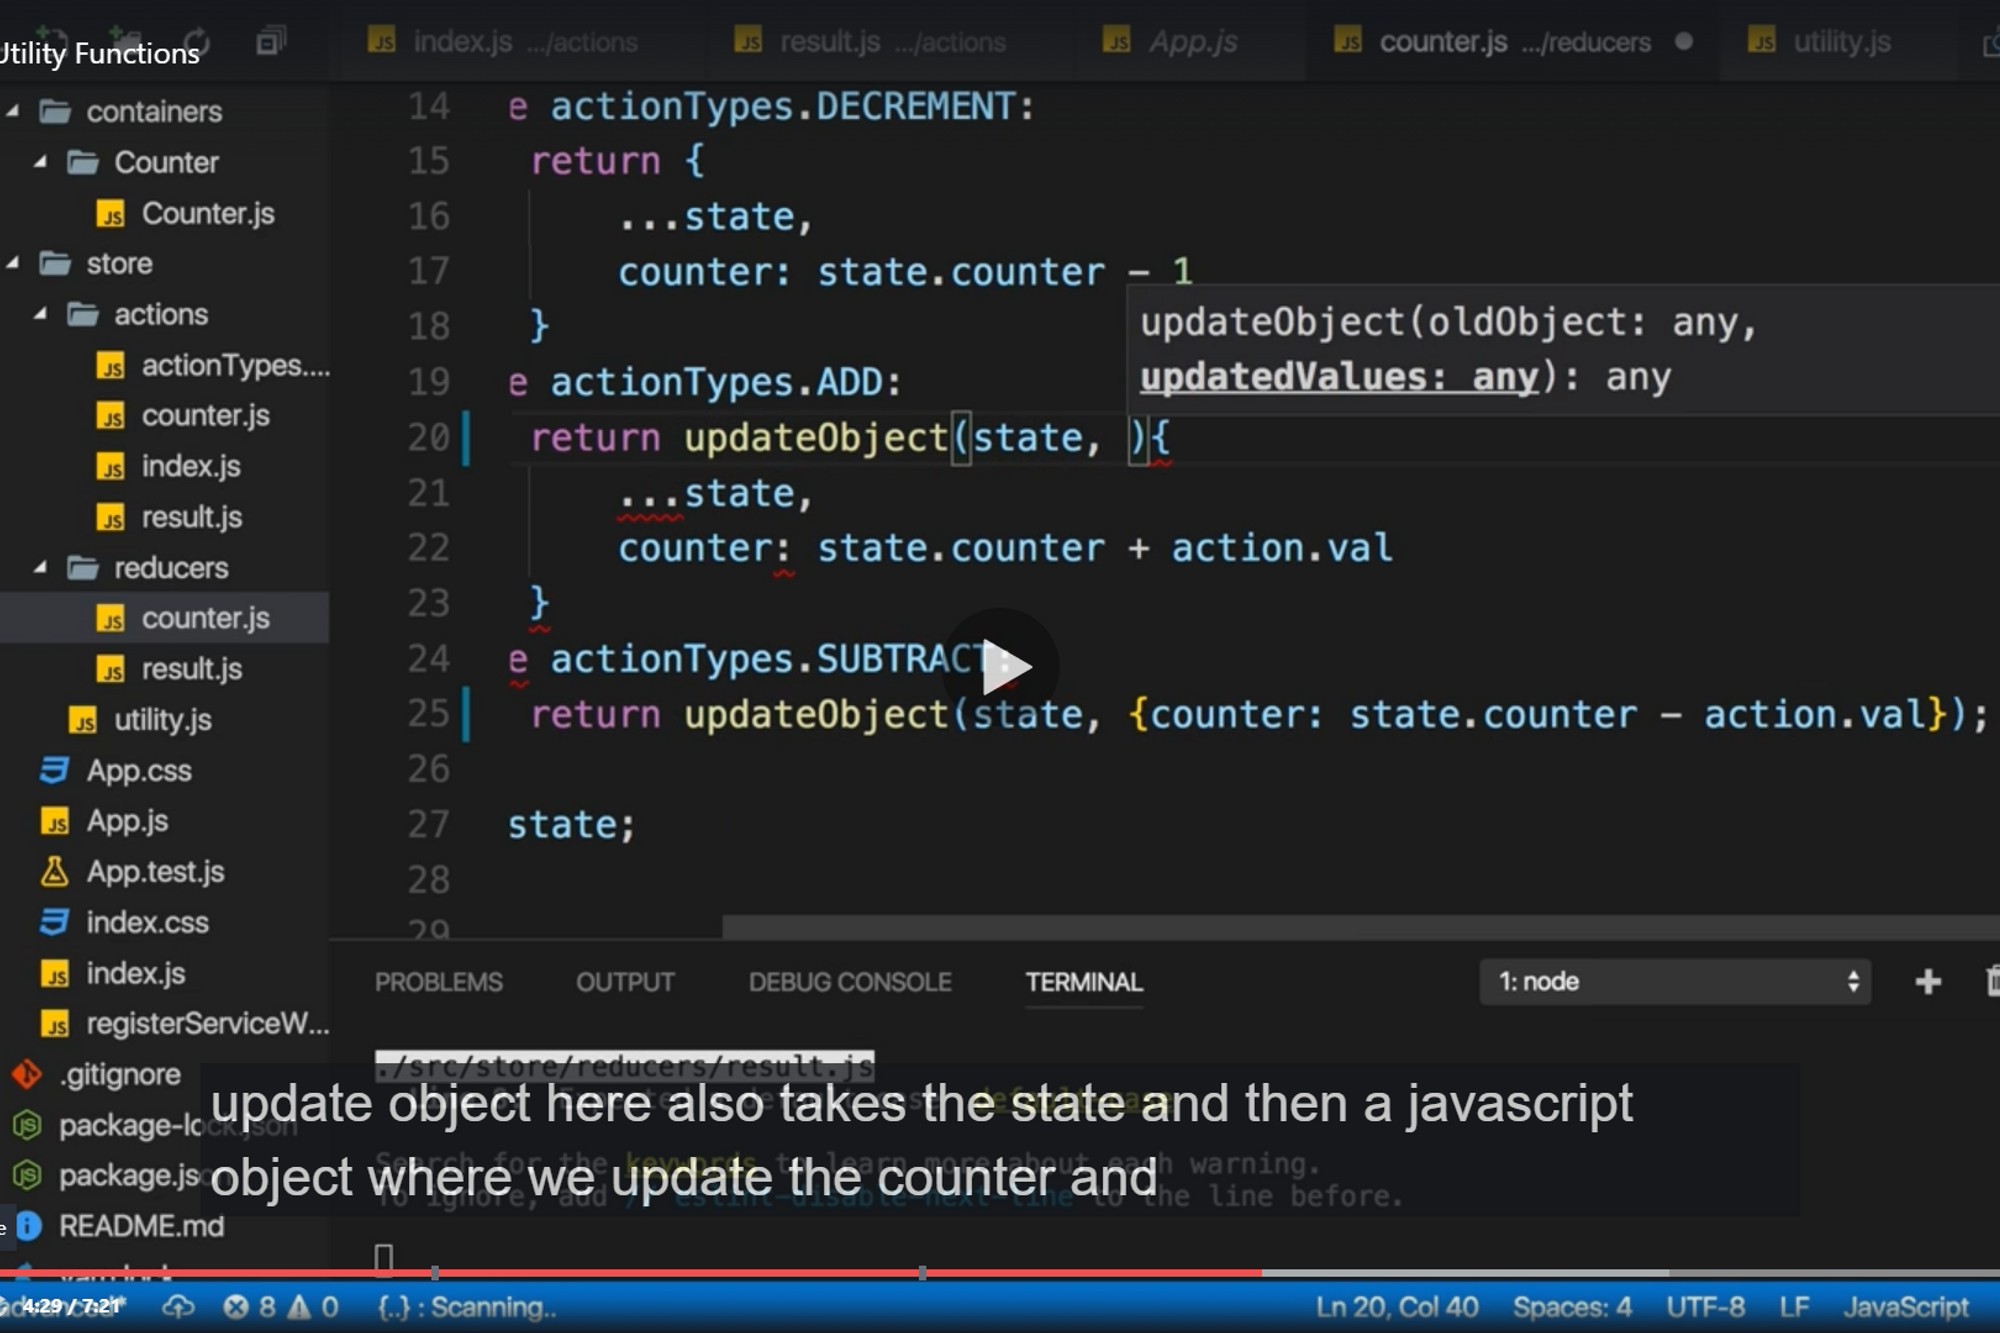 Utility Functions
index.js .../actions
result.js .../actions
App.js
counter.js .../reducers
utility.js
containers
Counter
Counter.js
store
actions
actionTypes....
counter.js
index.js
result.js
reducers
counter.js
result.js
utility.js
App.css
App.js
App.test.js
index.css
index.js
registerServiceW...
.gitignore
package-lock.json
package.jso
README.md
yarn.lock
14 e actionTypes.DECREMENT:
15 return {
16 ...state,
17 counter: state.counter - 1
18 }
19 e actionTypes.ADD:
20 return updateObject(state, ){
21 ...state,
22 counter: state.counter + action.val
23 }
24 e actionTypes.SUBTRACT:
25 return updateObject(state, {counter: state.counter - action.val});
26
27 state;
28
29
updateObject(oldObject: any,
updatedValues: any): any
PROBLEMS OUTPUT DEBUG CONSOLE TERMINAL 1: node
./src/store/reducers/result.js
default-case
Search for the keywords to learn more about each warning.
To ignore, add // eslint-disable-next-line to the line before.
update object here also takes the state and then a javascript
object where we update the counter and
4:29 / 7:21 8 0 {..} : Scanning.. Ln 20, Col 40 Spaces: 4 UTF-8 LF JavaScript